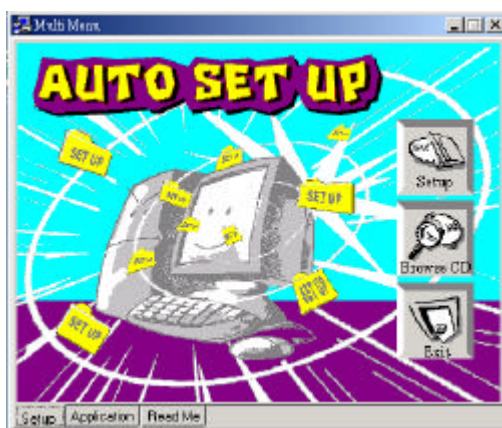 Multi Menu
AUTO SET UP
SET UP
SET UP
SET UP
SET UP
Setup
Browse CD
Exit
Setup
Application
Read Me